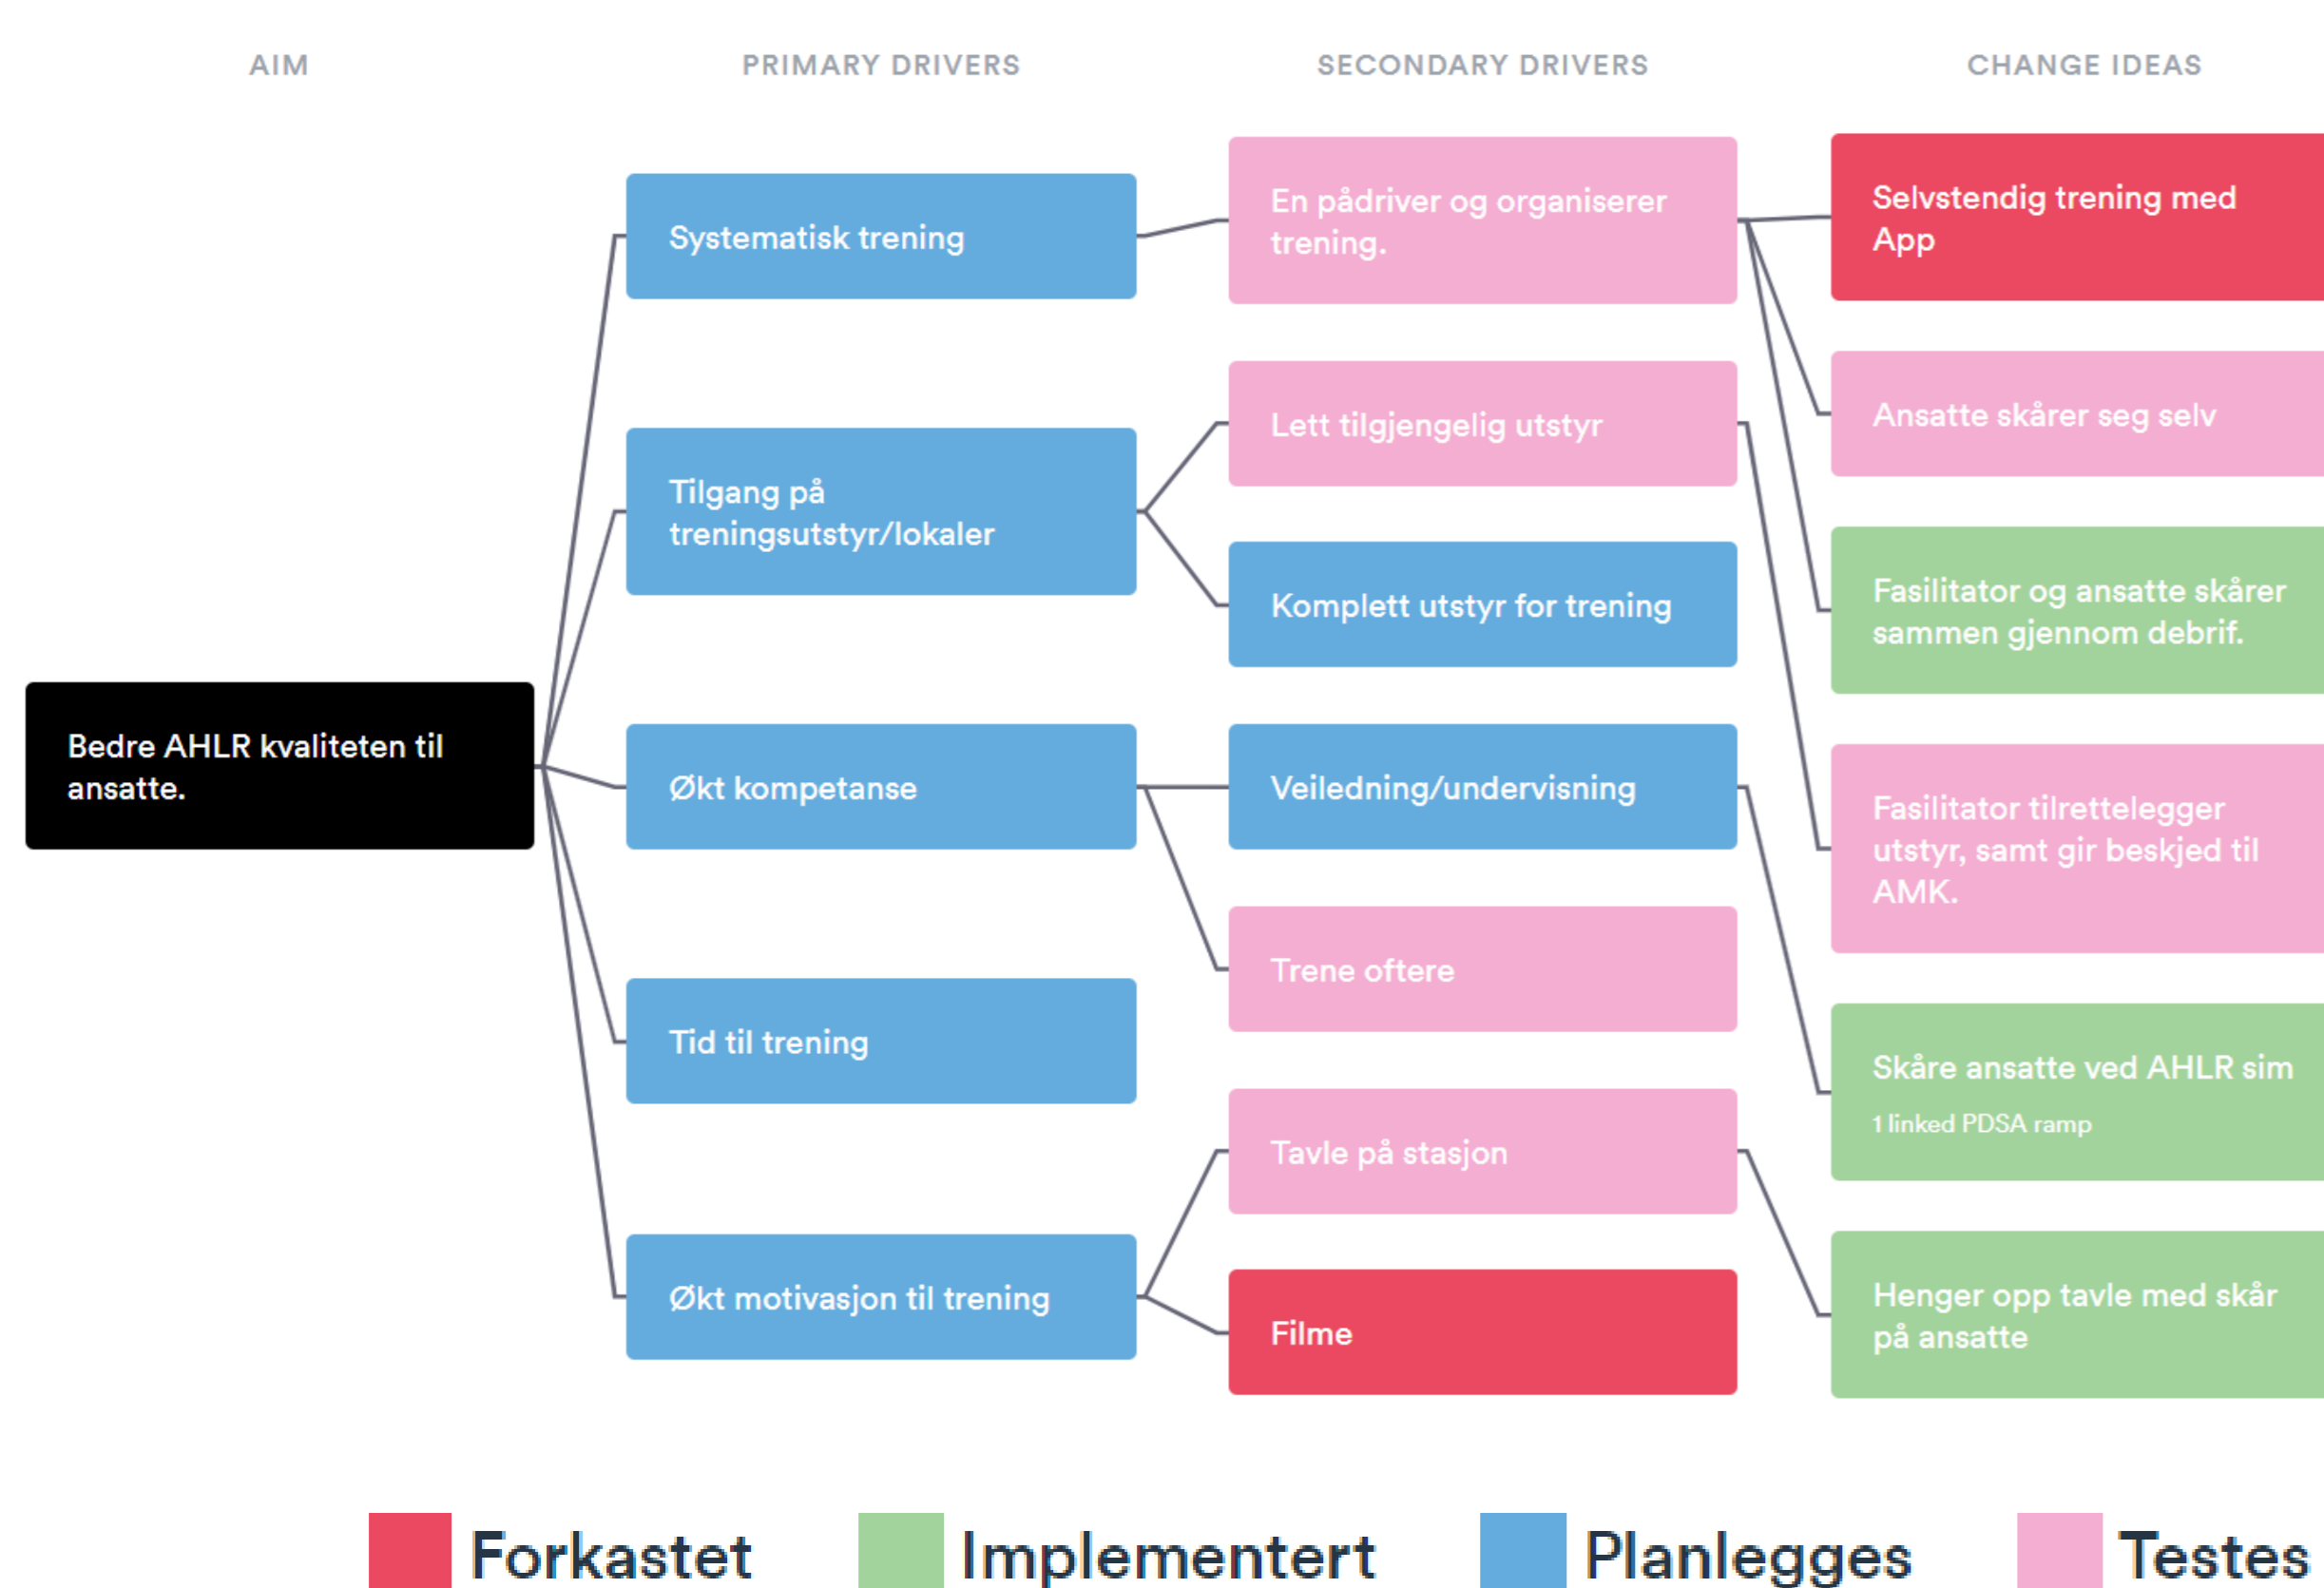 AIM
PRIMARY DRIVERS
SECONDARY DRIVERS
CHANGE IDEAS
Bedre AHLR kvaliteten til
ansatte.
Systematisk trening
Tilgang på
treningsutstyr/lokaler
Økt kompetanse
Tid til trening
Økt motivasjon til trening
En pådriver og organiserer
trening.
Lett tilgjengelig utstyr
Komplett utstyr for trening
Veiledning/undervisning
Trene oftere
Tavle på stasjon
Filme
Selvstendig trening med
App
Ansatte skårer seg selv
Fasilitator og ansatte skårer
sammen gjennom debrif.
Fasilitator tilrettelegger
utstyr, samt gir beskjed til
AMK.
Skåre ansatte ved AHLR sim
1 linked PDSA ramp
Henger opp tavle med skår
på ansatte
Forkastet
Implementert
Planlegges
Testes